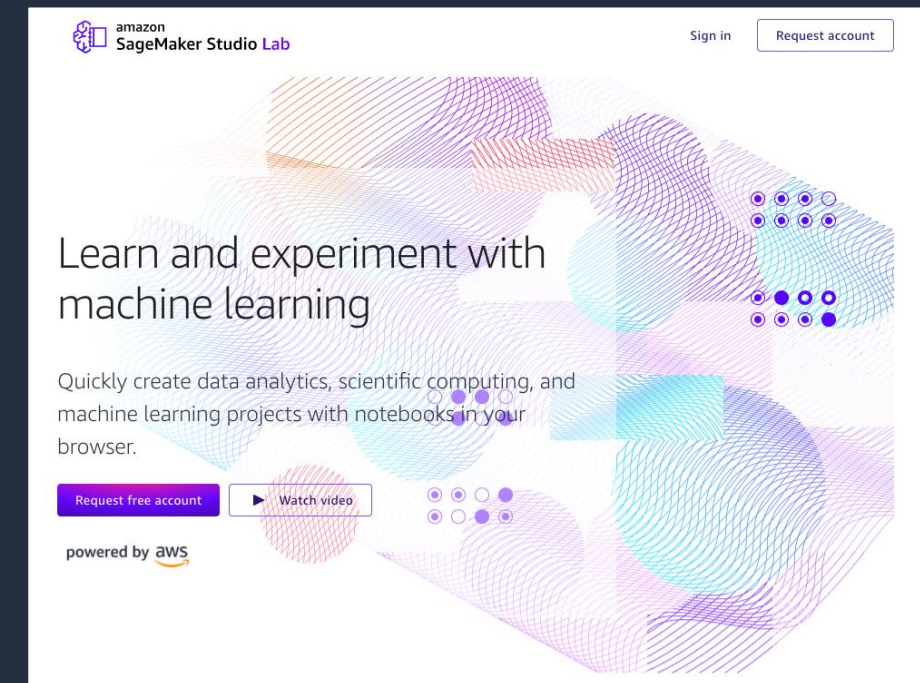 amazon
SageMaker Studio Lab
Sign in
Request account
Learn and experiment with
machine learning
Quickly create data analytics, scientific computing, and
machine learning projects with notebooks in your
browser.
Request free account
Watch video
powered by aws